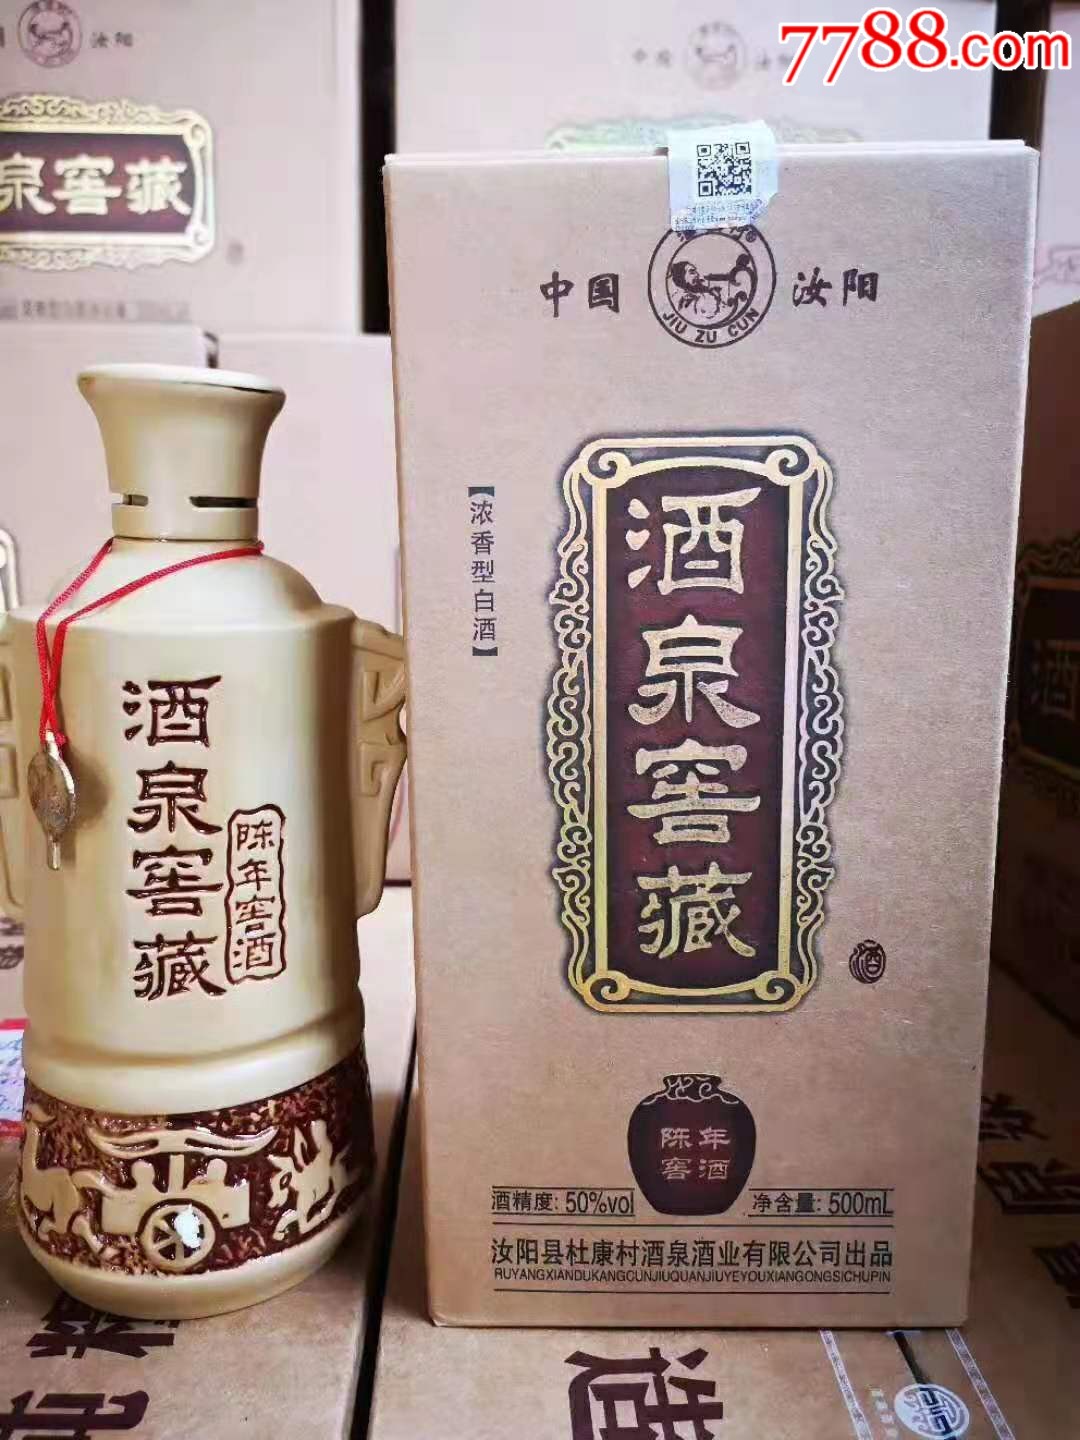 7788.com
汝阳
泉窖藏
中国
汝阳
JIU ZU CUN
【浓香型白酒】
酒泉窖藏
酒
陈年
窖酒
酒精度: 50%vol
净含量: 500mL
汝阳县杜康村酒泉酒业有限公司出品
RUYANGXIANDUKANGCUNJIUQUANJIUYEYOUXIANGONGSICHUPIN
酒泉窖藏
陈年窖酒